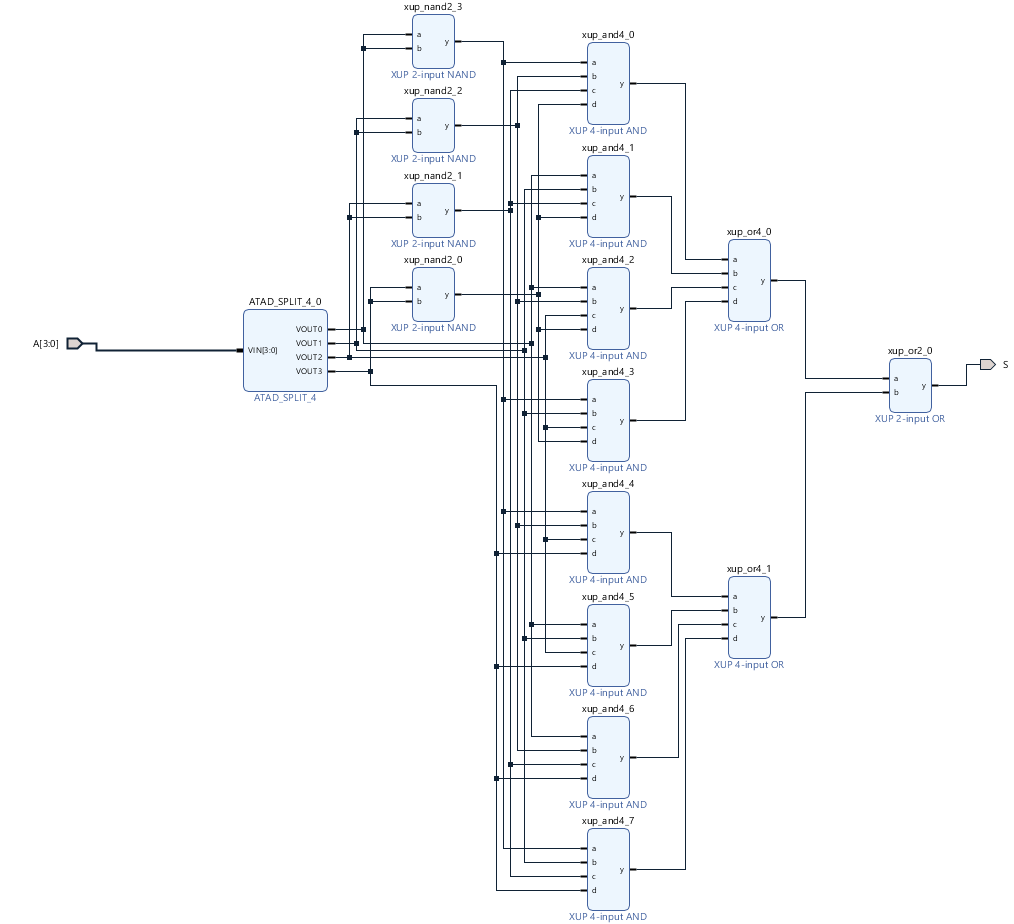 xup_nand2_3
a
b
y
XUP 2-input NAND
xup_nand2_2
a
b
y
XUP 2-input NAND
xup_nand2_1
a
b
y
XUP 2-input NAND
xup_nand2_0
a
b
y
XUP 2-input NAND
A[3:0]
ATAD_SPLIT_4_0
VIN[3:0]
VOUT0
VOUT1
VOUT2
VOUT3
ATAD_SPLIT_4
xup_and4_0
a
b
c
d
y
XUP 4-input AND
xup_and4_1
a
b
c
d
y
XUP 4-input AND
xup_and4_2
a
b
c
d
y
XUP 4-input AND
xup_and4_3
a
b
c
d
y
XUP 4-input AND
xup_and4_4
a
b
c
d
y
XUP 4-input AND
xup_and4_5
a
b
c
d
y
XUP 4-input AND
xup_and4_6
a
b
c
d
y
XUP 4-input AND
xup_and4_7
a
b
c
d
y
XUP 4-input AND
xup_or4_0
a
b
c
d
y
XUP 4-input OR
xup_or4_1
a
b
c
d
y
XUP 4-input OR
xup_or2_0
a
b
y
XUP 2-input OR
S